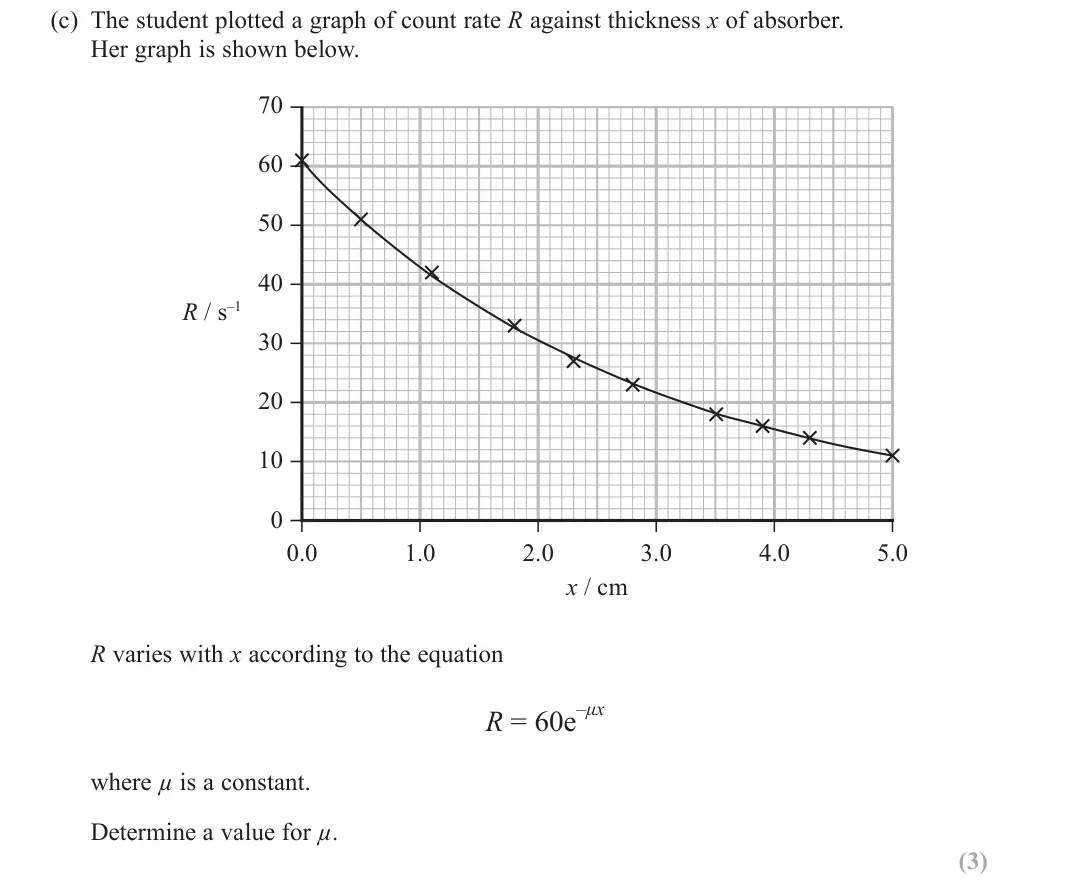 (c) The student plotted a graph of count rate R against thickness x of absorber.
Her graph is shown below.
70
60
50
40
R / s⁻¹
30
20
10
0
0.0 1.0 2.0 3.0 4.0 5.0
x / cm
R varies with x according to the equation
R = 60e^{−μx}
where μ is a constant.
Determine a value for μ.
(3)